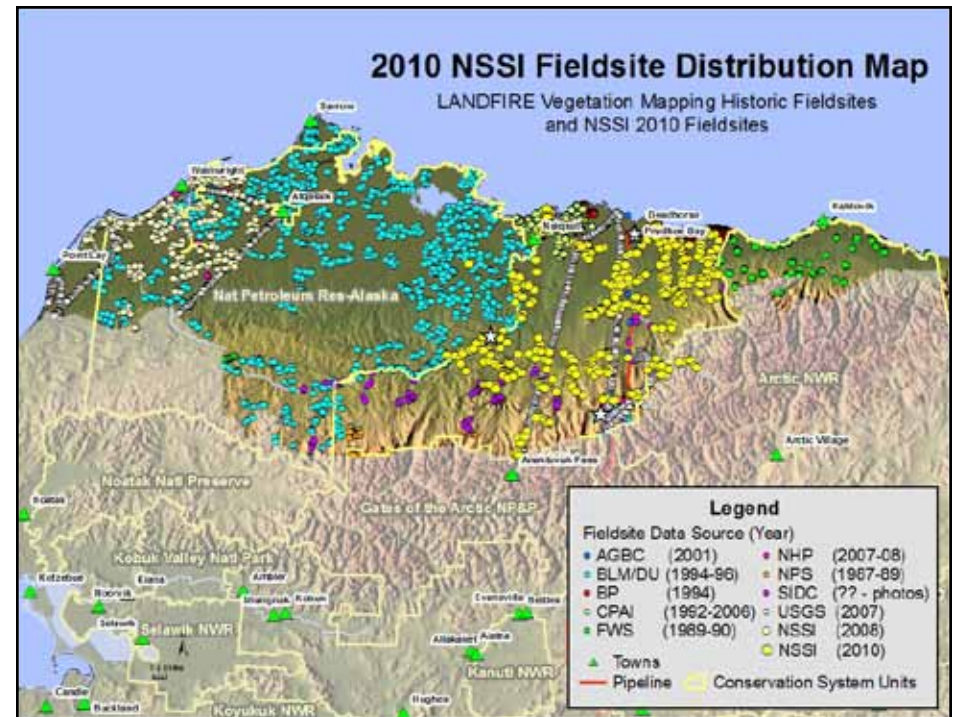 2010 NSSI Fieldsite Distribution Map
LANDFIRE Vegetation Mapping Historic Fieldsites
and NSSI 2010 Fieldsites
Barrow
Wainwright
Atqasuk
Kaktovik
Deadhorse
Nuiqsut
Prudhoe Bay
Point Lay
Nat Petroleum Res-Alaska
Arctic NWR
Arctic Village
Anaktuvuk Pass
Noatak Natl Preserve
Noatak
Gates of the Arctic NP&P
Kobuk Valley Natl Park
Kotzebue
Kiana
Ambler
Noorvik
Shungnak
Kobuk
Evansville
Bettles
Selawik
Selawik NWR
Allakaket
Alatna
Kanuti NWR
Candle
Buckland
Koyukuk NWR
Hughes
Legend
Fieldsite Data Source (Year)
AGBC (2001)
BLM/DU (1994-96)
BP (1994)
CPAI (1992-2006)
FWS (1989-90)
NHP (2007-08)
NPS (1987-89)
SIDC (?? - photos)
USGS (2007)
NSSI (2008)
NSSI (2010)
Towns
Pipeline
Conservation System Units